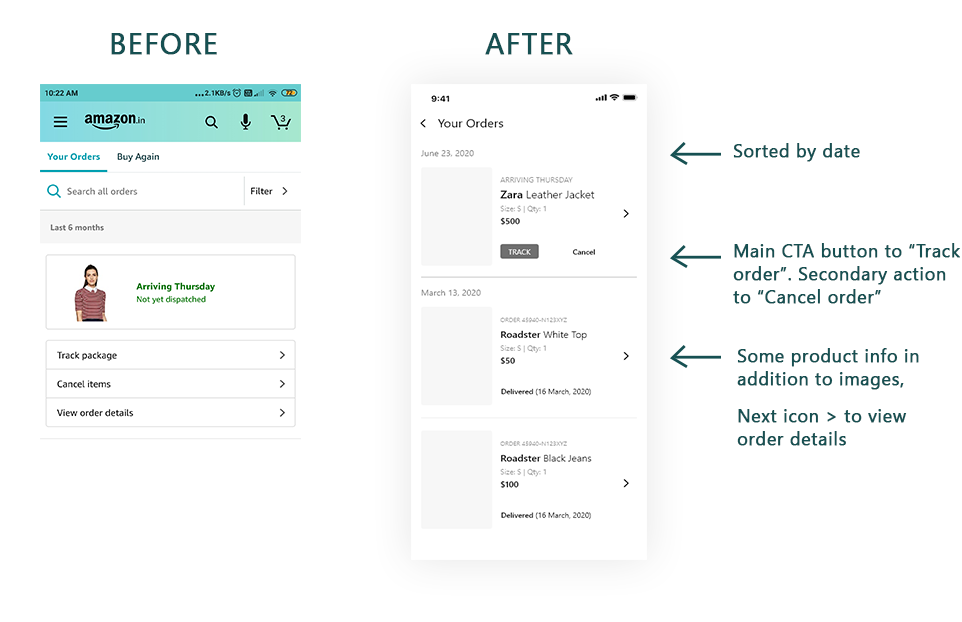 BEFORE
AFTER
10:22 AM
...2.1KB/s
72
amazon.in
3
Your Orders
Buy Again
Search all orders
Filter
Last 6 months
Arriving Thursday
Not yet dispatched
Track package
Cancel items
View order details
9:41
Your Orders
June 23, 2020
ARRIVING THURSDAY
Zara Leather Jacket
Size: S | Qty: 1
$500
TRACK
Cancel
March 13, 2020
ORDER 45940-N123XYZ
Roadster White Top
Size: S | Qty: 1
$50
Delivered (16 March, 2020)
ORDER 45940-N123XYZ
Roadster Black Jeans
Size: S | Qty: 1
$100
Delivered (16 March, 2020)
Sorted by date
Main CTA button to “Track
order”. Secondary action
to “Cancel order”
Some product info in
addition to images,
Next icon > to view
order details